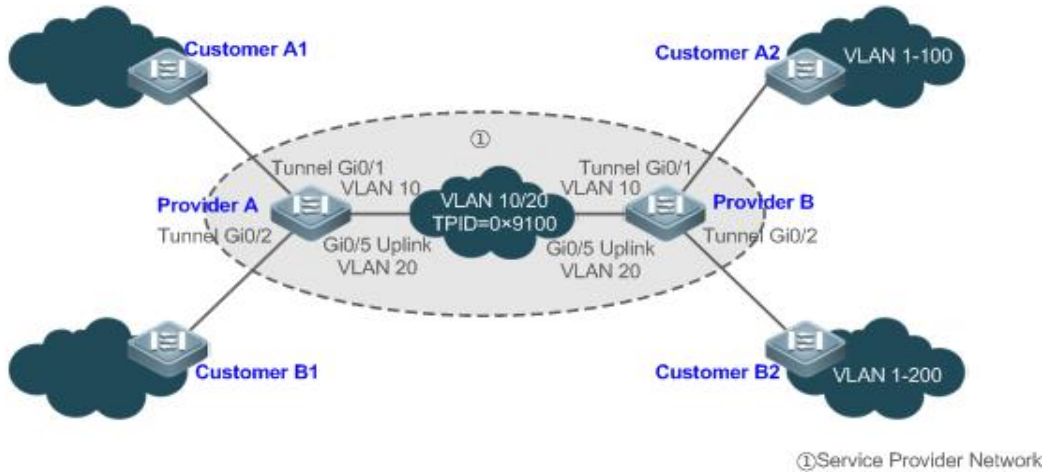 Customer A1
Customer A2
VLAN 1-100
①
Tunnel Gi0/1
Tunnel Gi0/1
VLAN 10
VLAN 10/20
TPID=0×9100
VLAN 10
Provider A
Provider B
Tunnel Gi0/2
Tunnel Gi0/2
Gi0/5 Uplink
VLAN 20
Gi0/5 Uplink
VLAN 20
Customer B1
Customer B2
VLAN 1-200
①Service Provider Network